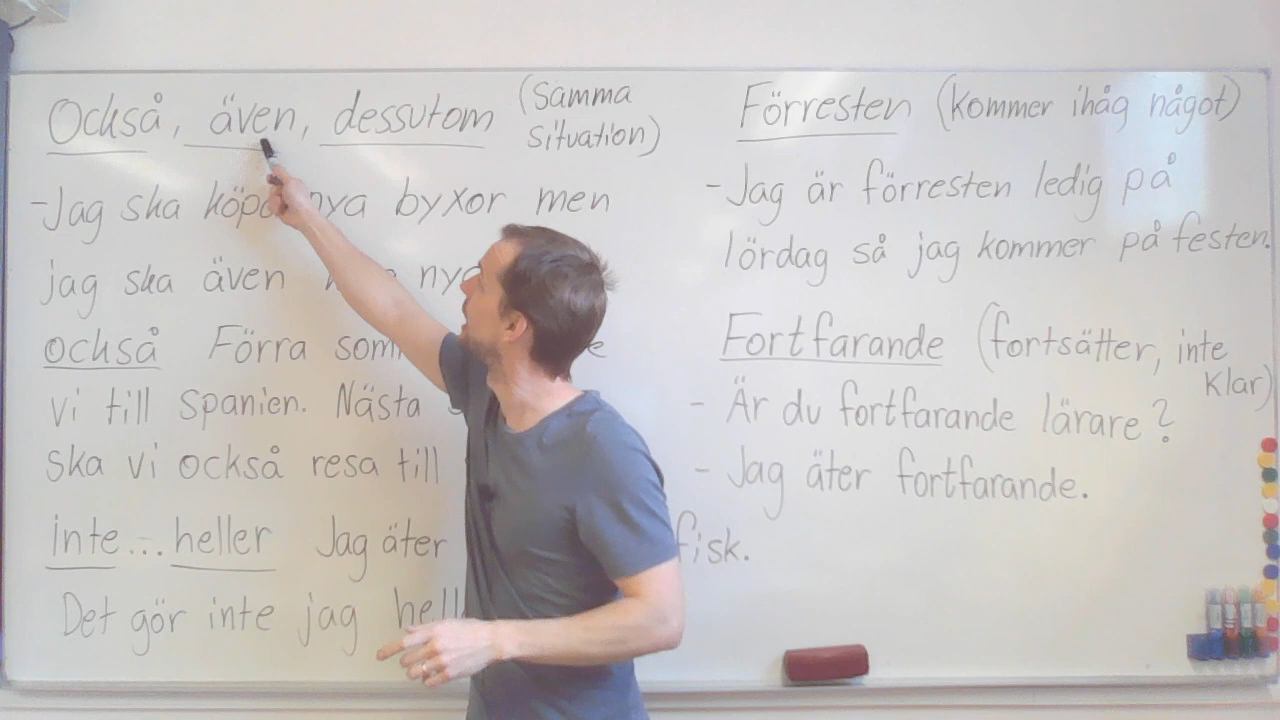 Också, även, dessutom (Samma situation)
-Jag ska köpa nya byxor men
jag ska även nya
också Förra som
vi till Spanien. Nästa
ska vi också resa till
inte...heller Jag äter fisk.
Det gör inte jag hell
Förresten (kommer ihåg något)
-Jag är förresten ledig på
lördag så jag kommer på festen.
Fortfarande (fortsätter, inte klar)
- Är du fortfarande lärare?
- Jag äter fortfarande.